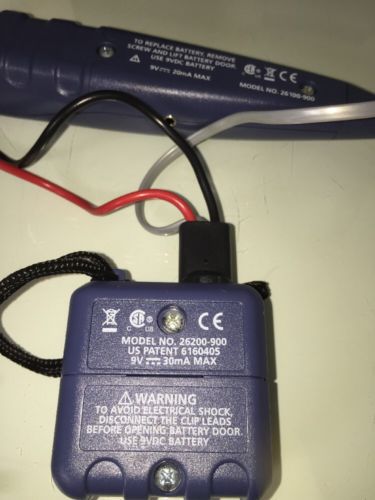 TO REPLACE BATTERY, REMOVE
SCREW AND LIFT BATTERY DOOR.
USE 9VDC BATTERY
9V 20mA MAX
CE
MODEL NO. 26100-900
C US
CE
MODEL NO. 26200-900
US PATENT 6160405
9V 30mA MAX
WARNING
TO AVOID ELECTRICAL SHOCK,
DISCONNECT THE CLIP LEADS
BEFORE OPENING BATTERY DOOR.
USE 9VDC BATTERY